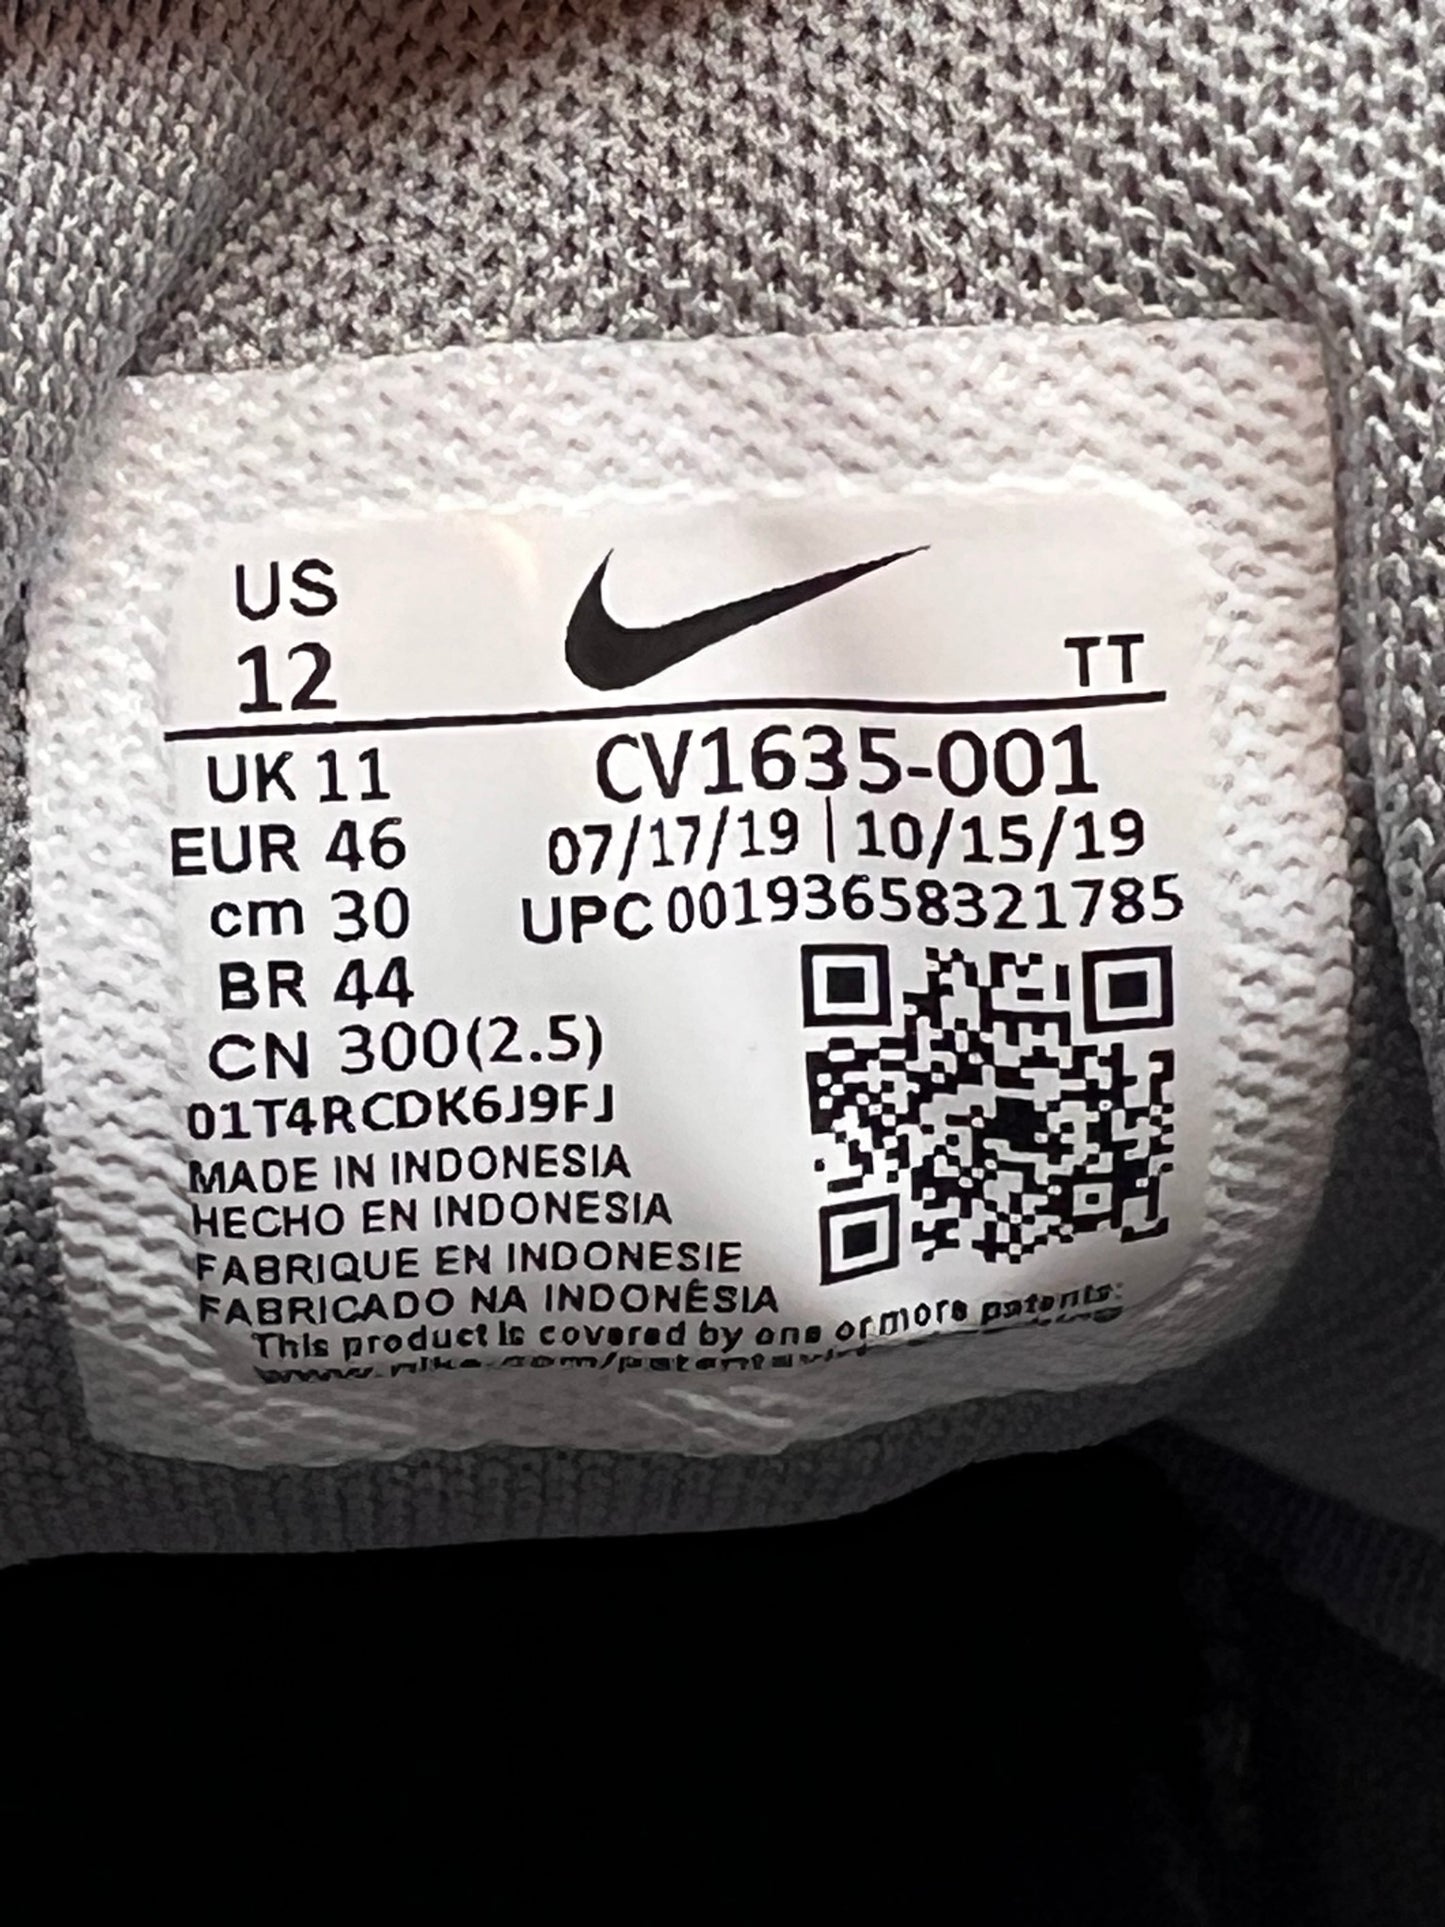 US
12
TT
UK 11
EUR 46
cm 30
BR 44
CN 300(2.5)
CV1635-001
07/17/19 | 10/15/19
UPC 00193658321785
01T4RCDK6J9FJ
MADE IN INDONESIA
HECHO EN INDONESIA
FABRIQUE EN INDONESIE
FABRICADO NA INDONÉSIA
This product is covered by one or more patents: